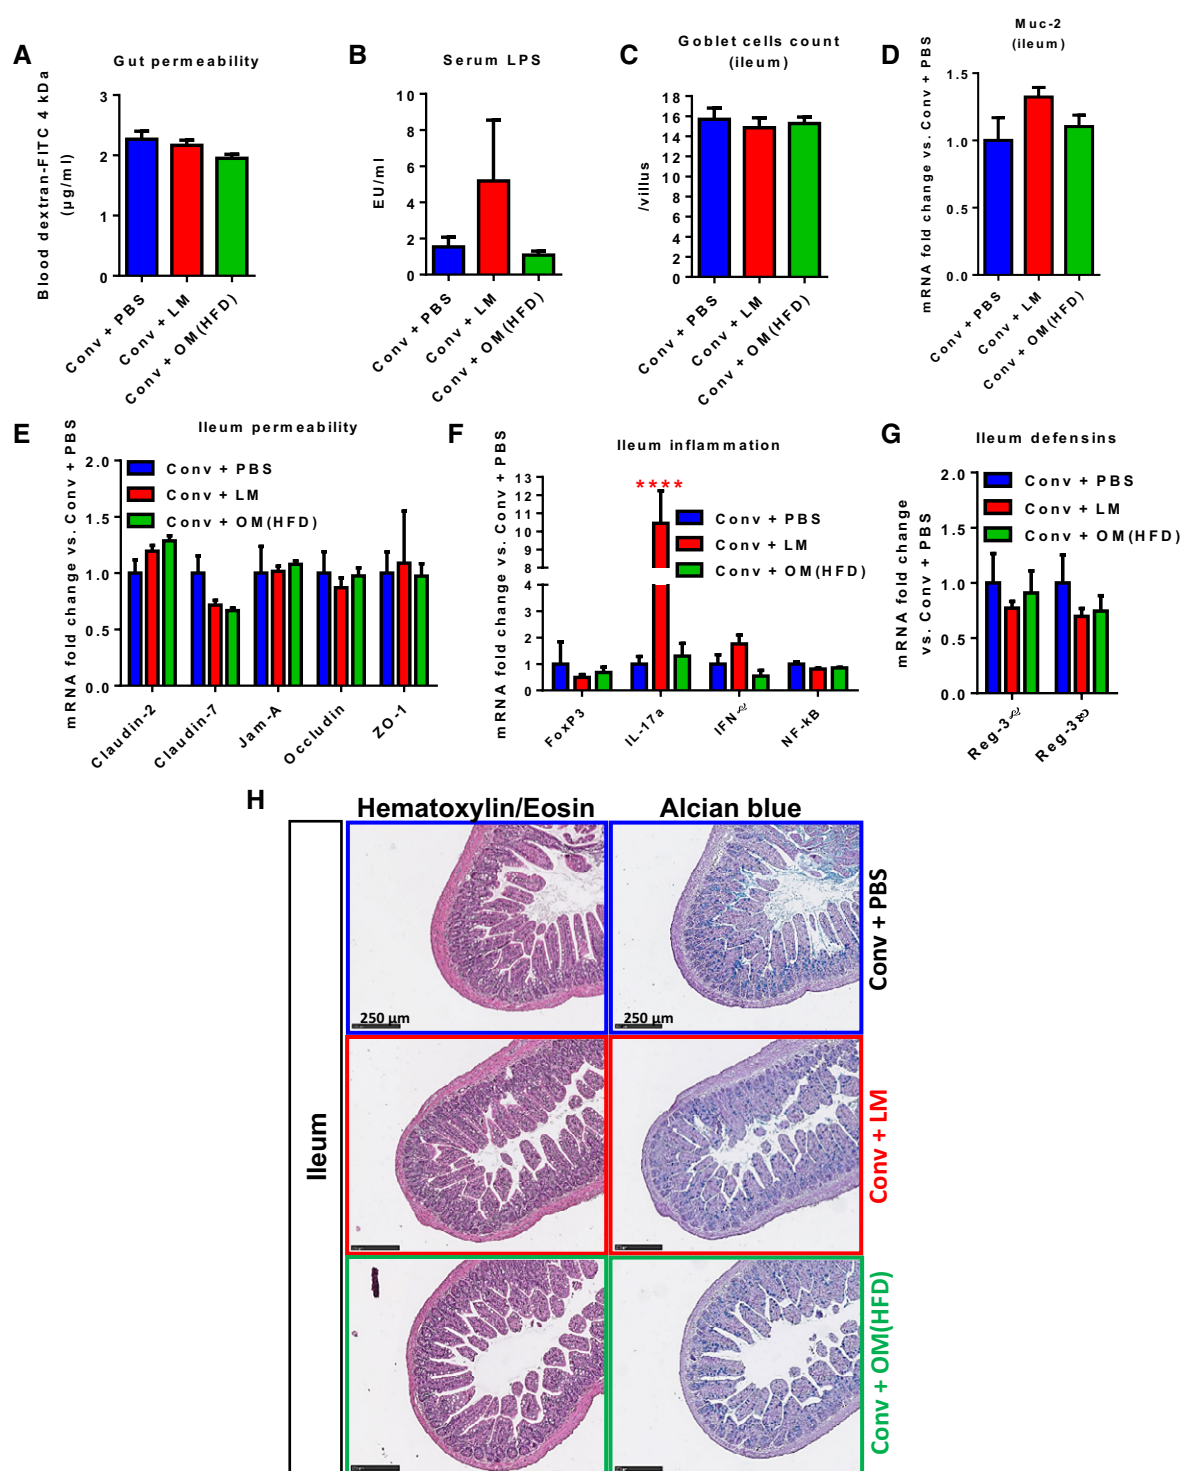 A
Gut permeability
Blood dextran-FITC 4 kDa
(µg/ml)
3
2
1
0
Conv + PBS
Conv + LM
Conv + OM(HFD)
B
Serum LPS
EU/ml
10
8
6
4
2
0
Conv + PBS
Conv + LM
Conv + OM(HFD)
C
Goblet cells count
(ileum)
/villus
18
16
14
12
10
8
6
4
2
0
Conv + PBS
Conv + LM
Conv + OM(HFD)
D
Muc-2
(ileum)
mRNA fold change vs. Conv + PBS
1.5
1.0
0.5
0.0
Conv + PBS
Conv + LM
Conv + OM(HFD)
E
Ileum permeability
mRNA fold change vs. Conv + PBS
2.0
1.5
1.0
0.5
0.0
Conv + PBS
Conv + LM
Conv + OM(HFD)
Claudin-2
Claudin-7
Jam-A
Occludin
ZO-1
F
Ileum inflammation
mRNA fold change vs. Conv + PBS
13
12
11
10
9
8
4
3
2
1
0
****
Conv + PBS
Conv + LM
Conv + OM(HFD)
FoxP3
IL-17a
IFN-
NF-kB
G
Ileum defensins
mRNA fold change
vs. Conv + PBS
2.0
1.5
1.0
0.5
0.0
Conv + PBS
Conv + LM
Conv + OM(HFD)
Reg-3
Reg-3
H
Hematoxylin/Eosin
Alcian blue
Ileum
250 µm
250 µm
Conv + PBS
Conv + LM
Conv + OM(HFD)